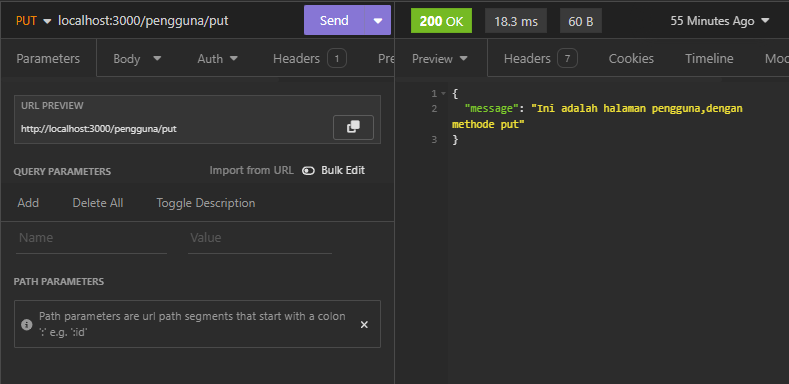 PUT localhost:3000/pengguna/put Send
Parameters Body Auth Headers 1 Pre
URL PREVIEW
http://localhost:3000/pengguna/put
QUERY PARAMETERS Import from URL Bulk Edit
Add Delete All Toggle Description
Name Value
PATH PARAMETERS
Path parameters are url path segments that start with a colon
':' e.g. ':id'
200 OK 18.3 ms 60 B 55 Minutes Ago
Preview Headers 7 Cookies Timeline Moc
1 {
2 "message": "Ini adalah halaman pengguna,dengan
methode put"
3 }